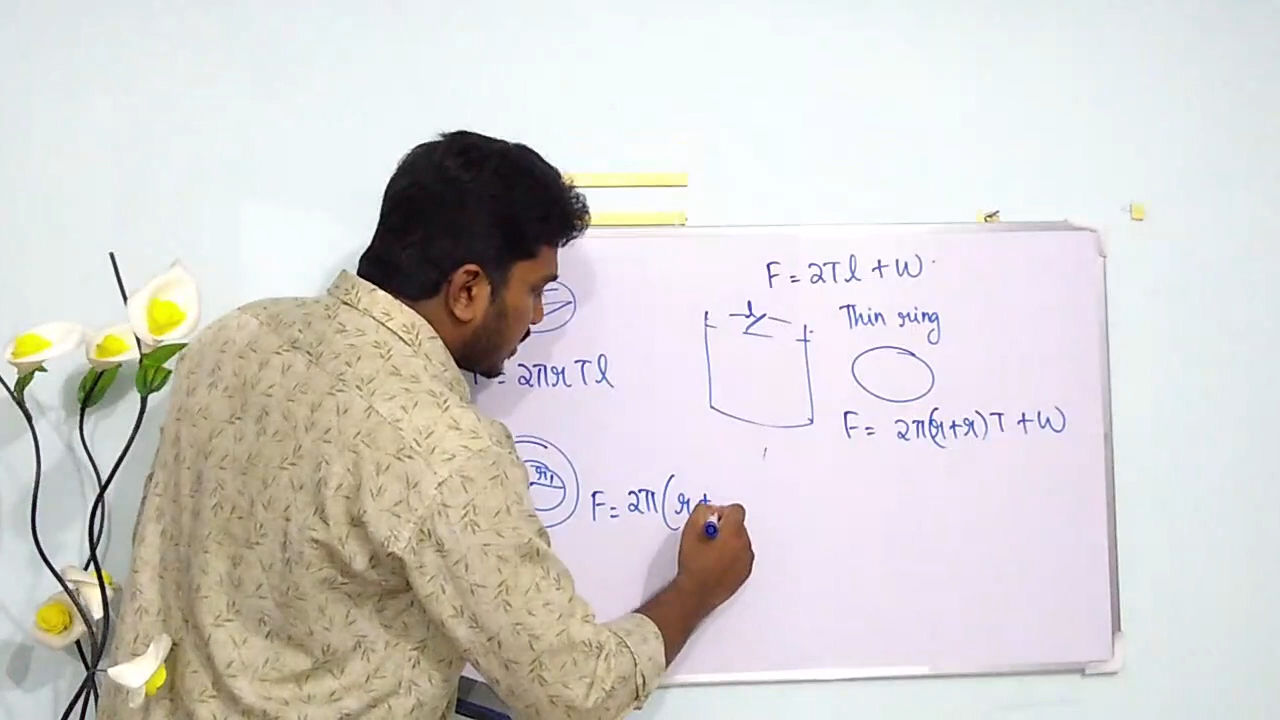 F = 2Tl + W
l
Thin ring
= 2πrTl
F = 2π(r+r)T + W
r₁
F = 2π(r+